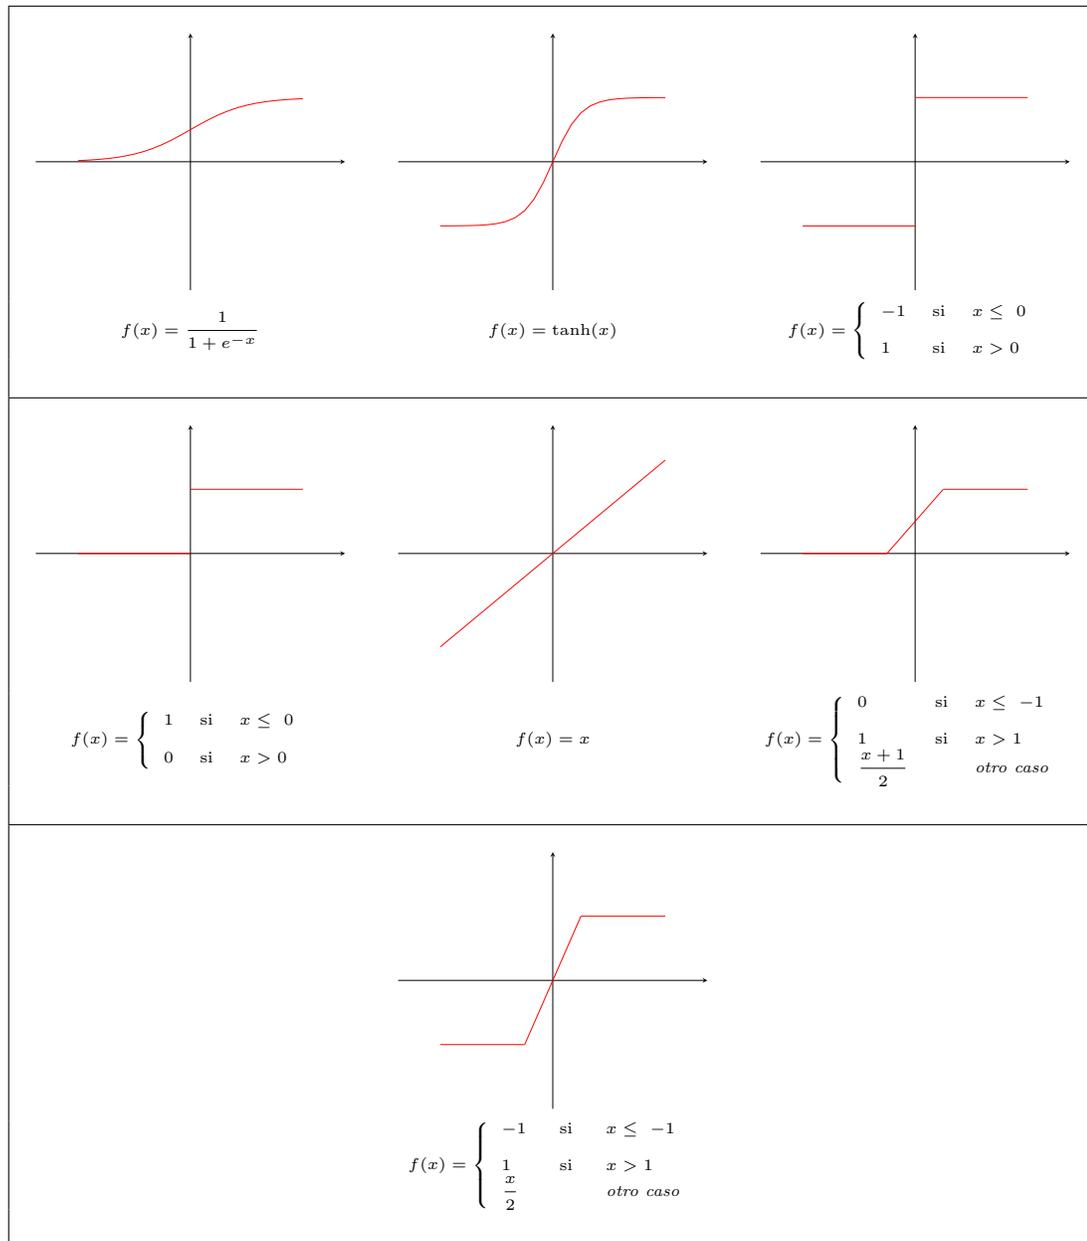 f(x) = 1 / (1 + e^{-x})
f(x) = tanh(x)
f(x) = { -1 si x ≤ 0
1 si x > 0
f(x) = { 1 si x ≤ 0
0 si x > 0
f(x) = x
f(x) = { 0 si x ≤ -1
1 si x > 1
(x + 1) / 2 otro caso
f(x) = { -1 si x ≤ -1
1 si x > 1
x / 2 otro caso